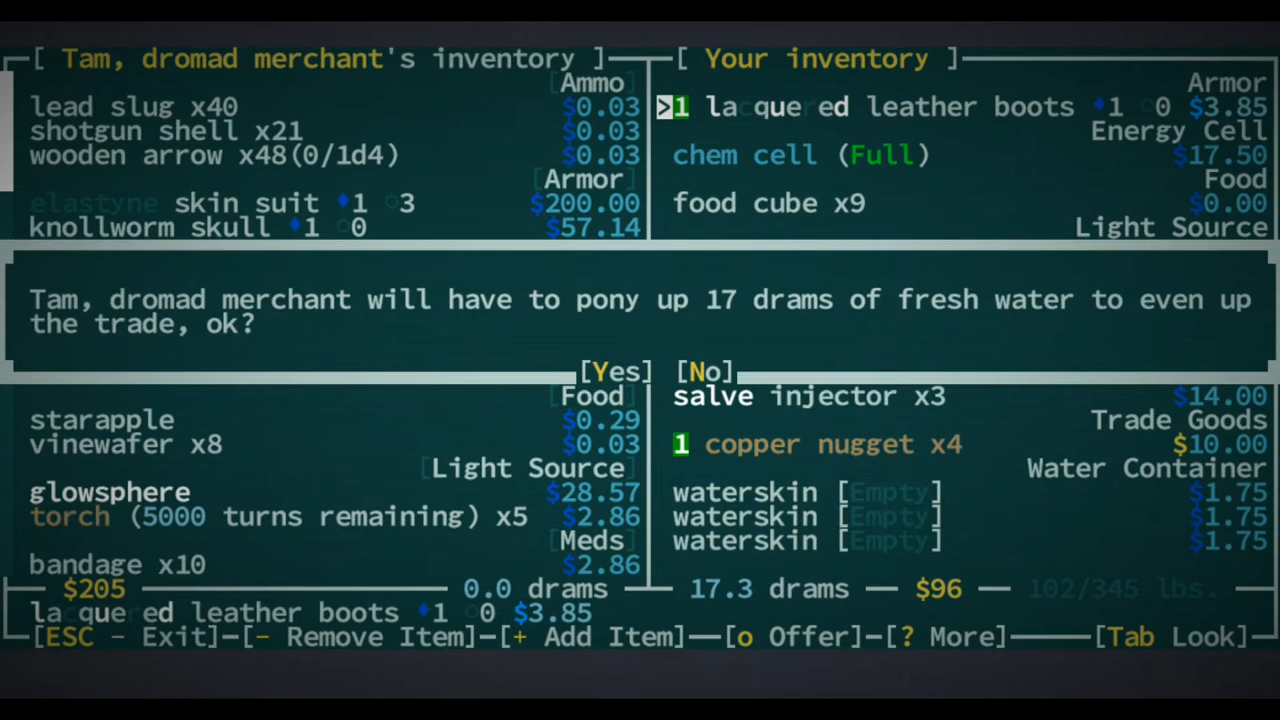 [ Tam, dromad merchant's inventory ]
[Ammo]
lead slug x40 $0.03
shotgun shell x21 $0.03
wooden arrow x48(0/1d4) $0.03
[Armor]
elastyne skin suit ♦1 ○3 $200.00
knollworm skull ♦1 ○0 $57.14
[ Your inventory ]
Armor
>1 lacquered leather boots ♦1 ○0 $3.85
Energy Cell
chem cell (Full) $17.50
Food
food cube x9 $0.00
Light Source
Tam, dromad merchant will have to pony up 17 drams of fresh water to even up
the trade, ok?
[Yes] [No]
[Food]
starapple $0.29
vinewafer x8 $0.03
[Light Source]
glowsphere $28.57
torch (5000 turns remaining) x5 $2.86
[Meds]
bandage x10 $2.86
salve injector x3 $14.00
Trade Goods
1 copper nugget x4 $10.00
Water Container
waterskin [Empty] $1.75
waterskin [Empty] $1.75
waterskin [Empty] $1.75
$205 0.0 drams 17.3 drams — $96 102/345 lbs.
lacquered leather boots ♦1 ○0 $3.85
[ESC - Exit]-[- Remove Item]-[+ Add Item]-[o Offer]-[? More] [Tab Look]